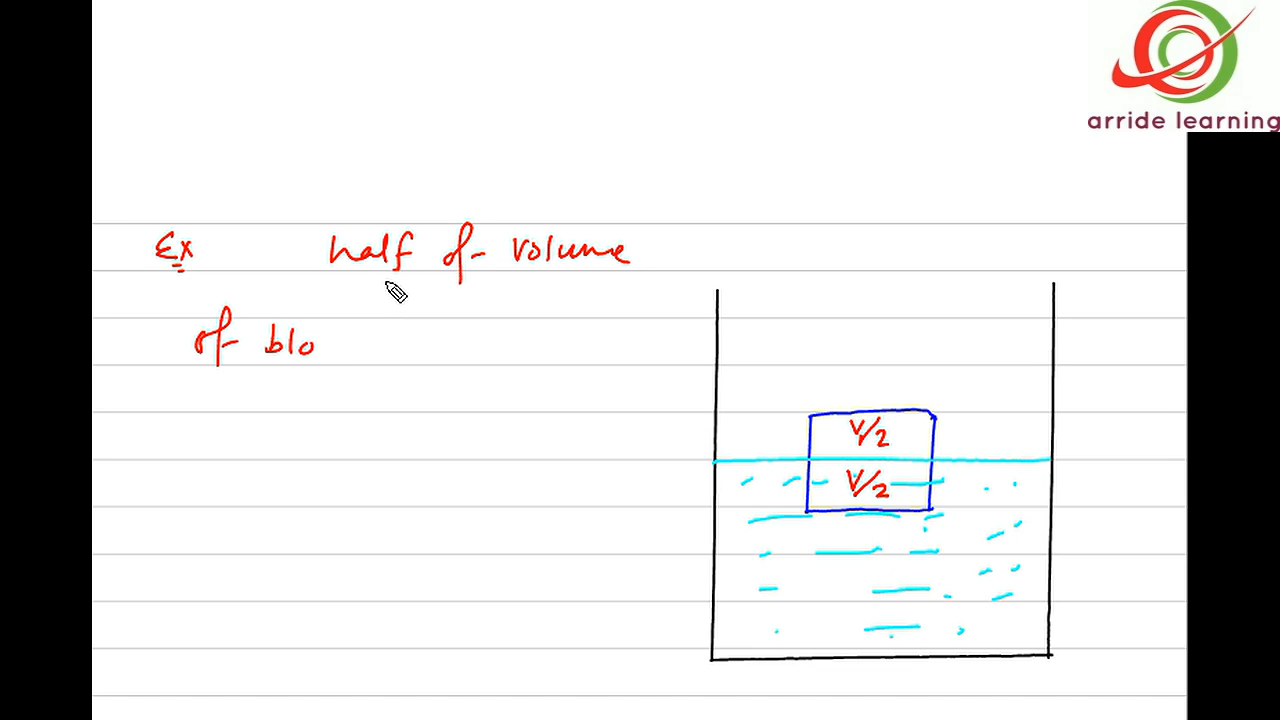 arride learning
Ex half of volume
of blo
V/2
V/2